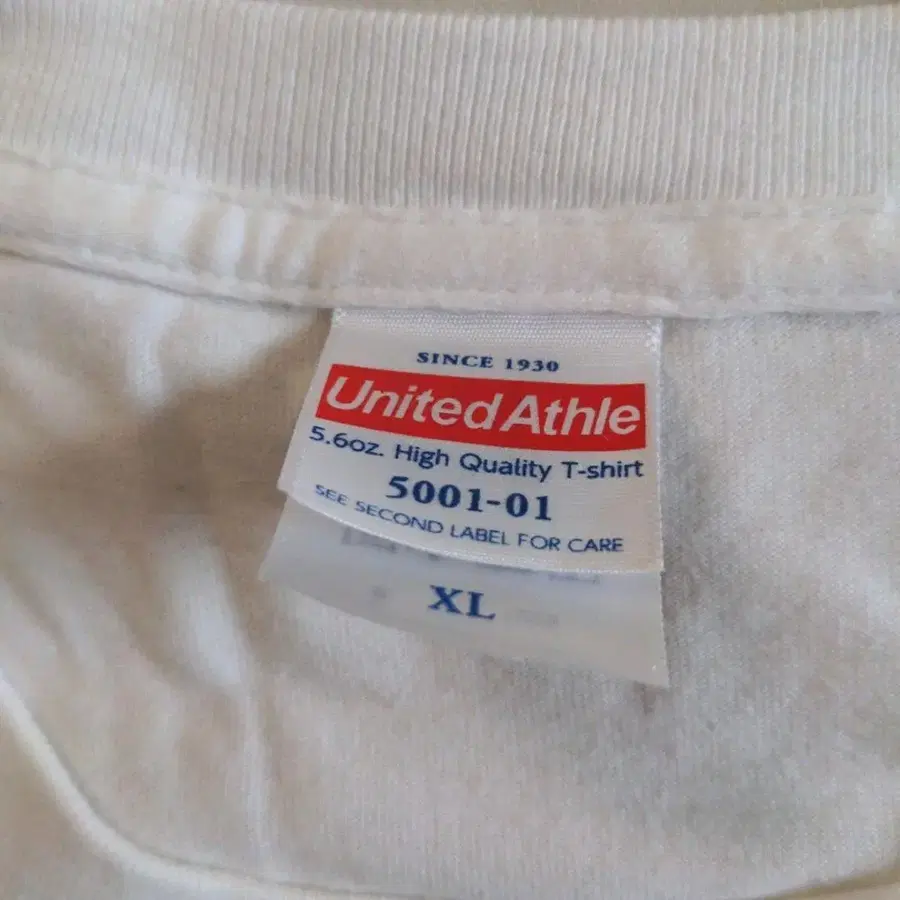 SINCE 1930
United Athle
5.6oz. High Quality T-shirt
5001-01
SEE SECOND LABEL FOR CARE
XL